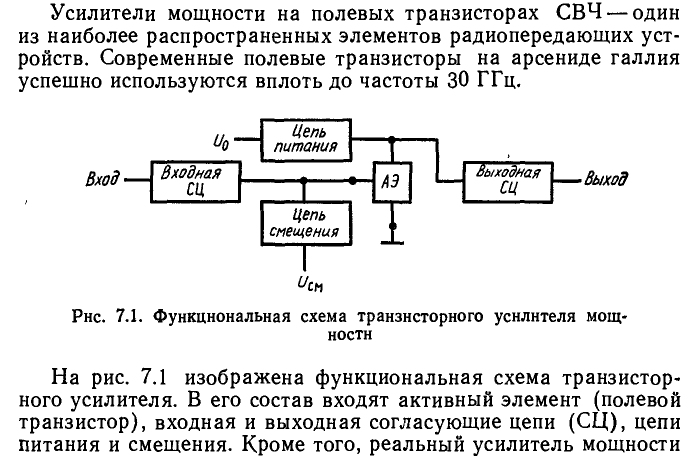 Усилители мощности на полевых транзисторах СВЧ — один
из наиболее распространенных элементов радиопередающих уст-
ройств. Современные полевые транзисторы на арсениде галлия
успешно используются вплоть до частоты 30 ГГц.
U₀
Цепь
питания
Вход
Входная
СЦ
АЭ
Выходная
СЦ
Выход
Цепь
смещения
Uсм
Рис. 7.1. Функциональная схема транзисторного усилителя мощ-
ности
На рис. 7.1 изображена функциональная схема транзистор-
ного усилителя. В его состав входят активный элемент (полевой
транзистор), входная и выходная согласующие цепи (СЦ), цепи
питания и смещения. Кроме того, реальный усилитель мощности